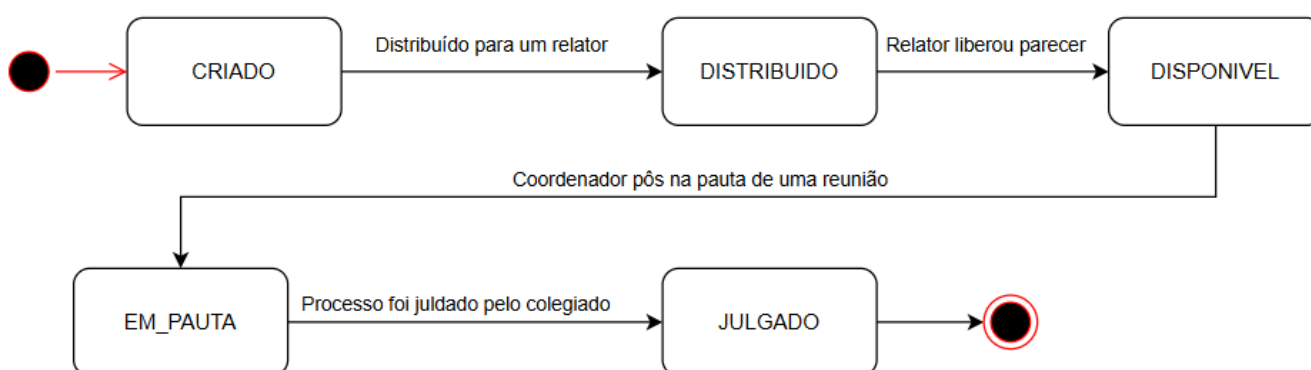 CRIADO
Distribuído para um relator
DISTRIBUIDO
Relator liberou parecer
DISPONIVEL
Coordenador pôs na pauta de uma reunião
EM_PAUTA
Processo foi juldado pelo colegiado
JULGADO